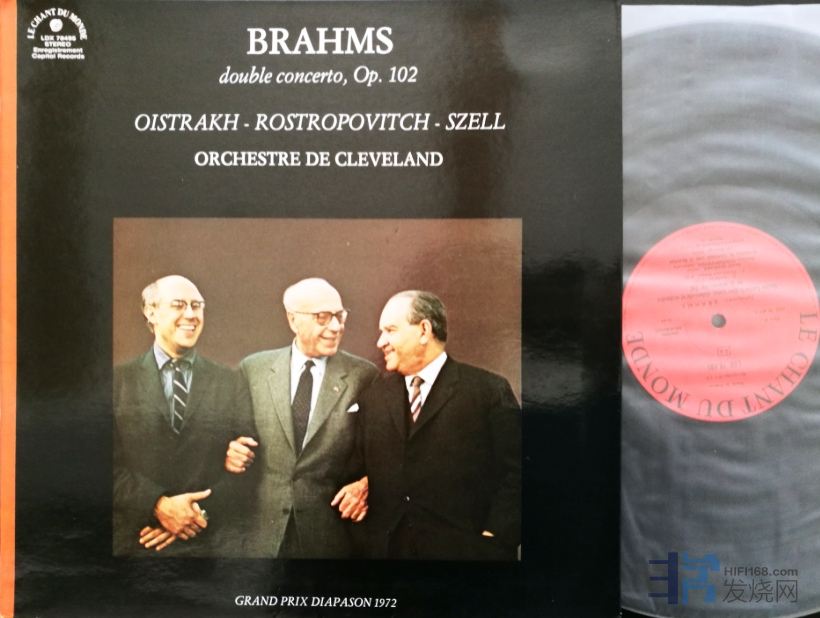 LE CHANT DU MONDE
LDX 78495
STEREO
Enregistrement
Capitol Records
BRAHMS
double concerto, Op. 102
OISTRAKH - ROSTROPOVITCH - SZELL
ORCHESTRE DE CLEVELAND
GRAND PRIX DIAPASON 1972
LE CHANT DU MONDE
HIFI168.com
发烧网